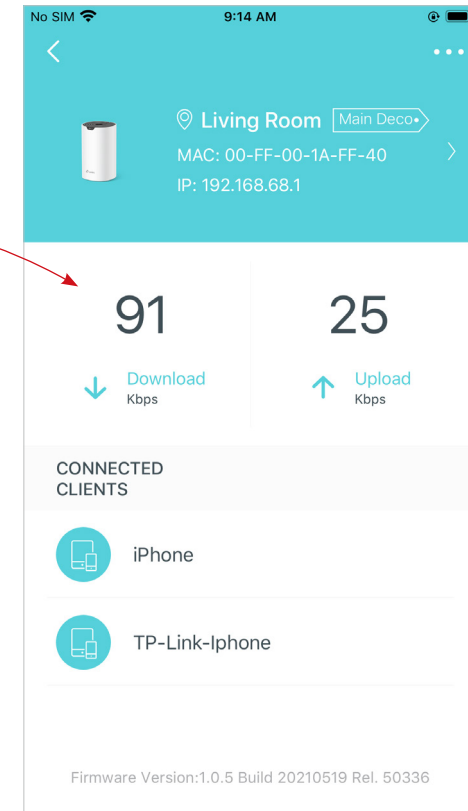 No SIM 9:14 AM
Living Room Main Deco
MAC: 00-FF-00-1A-FF-40
IP: 192.168.68.1
91 25
Download Upload
Kbps Kbps
CONNECTED
CLIENTS
iPhone
TP-Link-Iphone
Firmware Version:1.0.5 Build 20210519 Rel. 50336